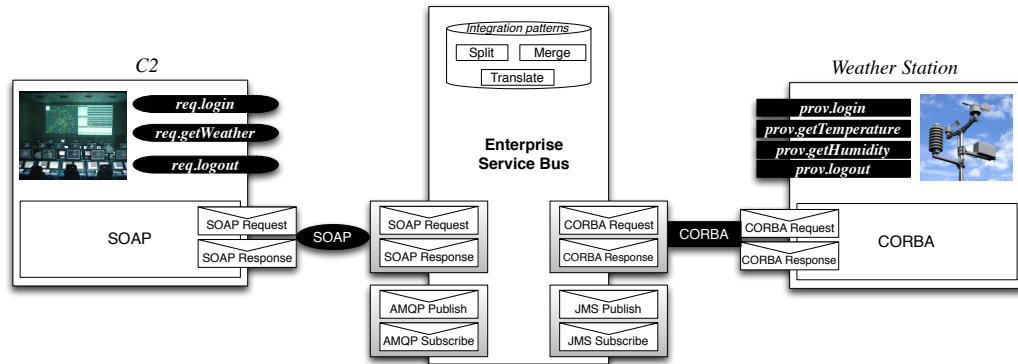 Integration patterns
Split
Merge
Translate
C2
req.login
req.getWeather
req.logout
Enterprise
Service Bus
Weather Station
prov.login
prov.getTemperature
prov.getHumidity
prov.logout
SOAP
SOAP Request
SOAP Response
SOAP
SOAP Request
SOAP Response
CORBA Request
CORBA Response
CORBA
CORBA Request
CORBA Response
CORBA
AMQP Publish
AMQP Subscribe
JMS Publish
JMS Subscribe